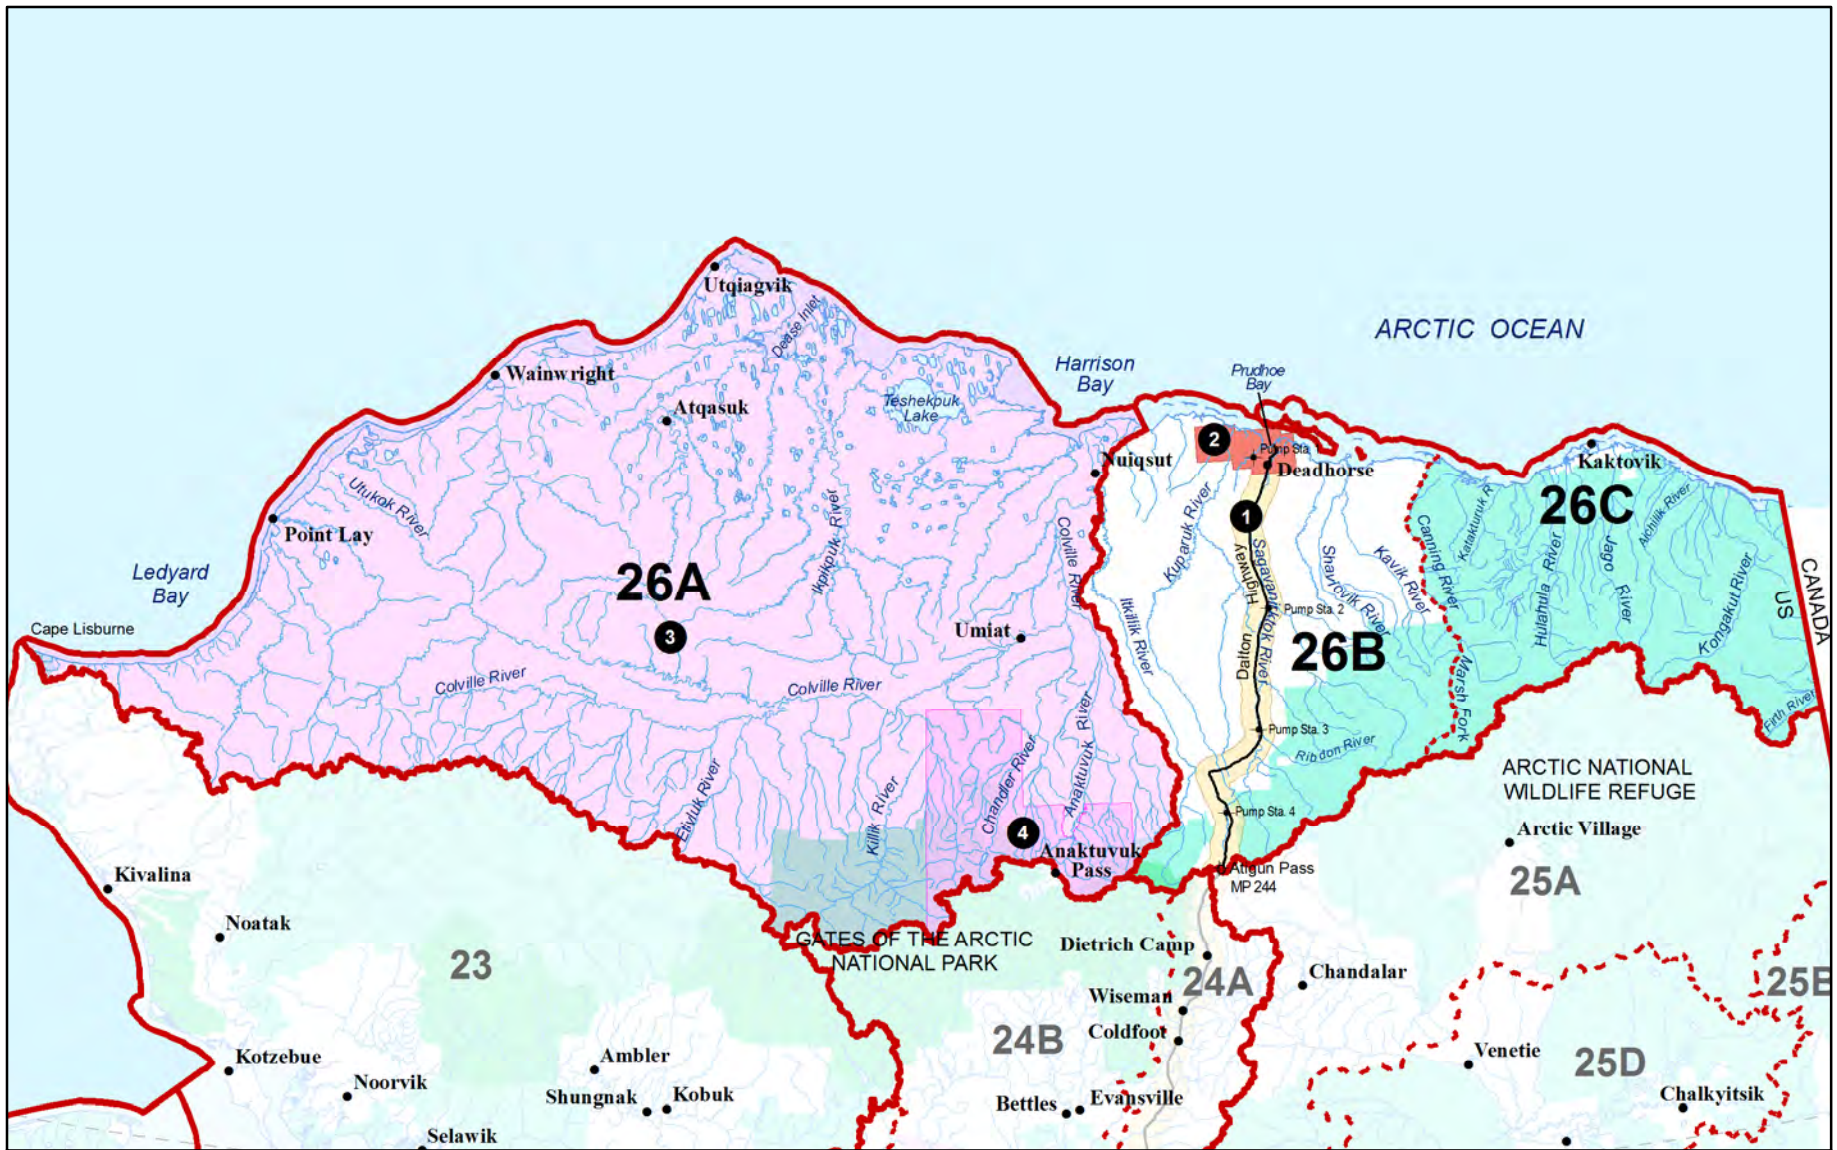 ARCTIC OCEAN
Utqiagvik
Dease Inlet
Harrison
Bay
Prudhoe
Bay
Wainwright
Teshekpuk
Lake
Atqasuk
2
Pump Sta. 1
Nuiqsut
Deadhorse
Kaktovik
26C
Utukok River
Point Lay
Ikpikpuk River
Colville River
Kuparuk River
1
Sagavanirktok River
Dalton Highway
Shaviovik River
Kavik River
Canning River
Katakturuk R
Hulahula River
Jago River
Aichilik River
Kongakut River
CANADA
US
Ledyard
Bay
26A
Itkillik River
Pump Sta. 2
Cape Lisburne
3
Umiat
26B
Colville River
Colville River
Marsh Fork
Firth River
Pump Sta. 3
Ribdon River
Etivluk River
Killik River
Chandler River
Anaktuvuk River
ARCTIC NATIONAL
WILDLIFE REFUGE
Pump Sta. 4
4
Anaktuvuk
Pass
Arctic Village
Atigun Pass
MP 244
25A
Kivalina
Noatak
23
GATES OF THE ARCTIC
NATIONAL PARK
Dietrich Camp
24A
Chandalar
25B
Wiseman
Coldfoot
24B
Kotzebue
Ambler
Venetie
25D
Noorvik
Shungnak
Kobuk
Bettles
Evansville
Chalkyitsik
Selawik